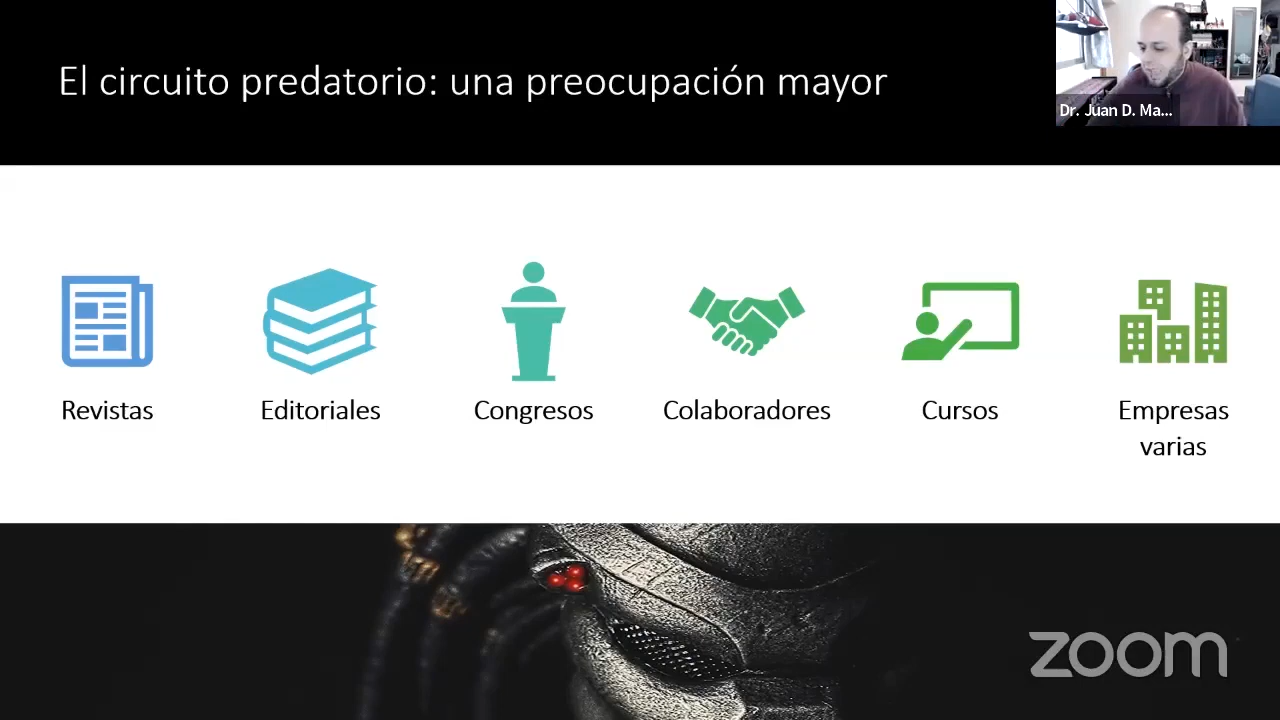 El circuito predatorio: una preocupación mayor
Dr. Juan D. Ma...
Revistas
Editoriales
Congresos
Colaboradores
Cursos
Empresas
varias
zoom